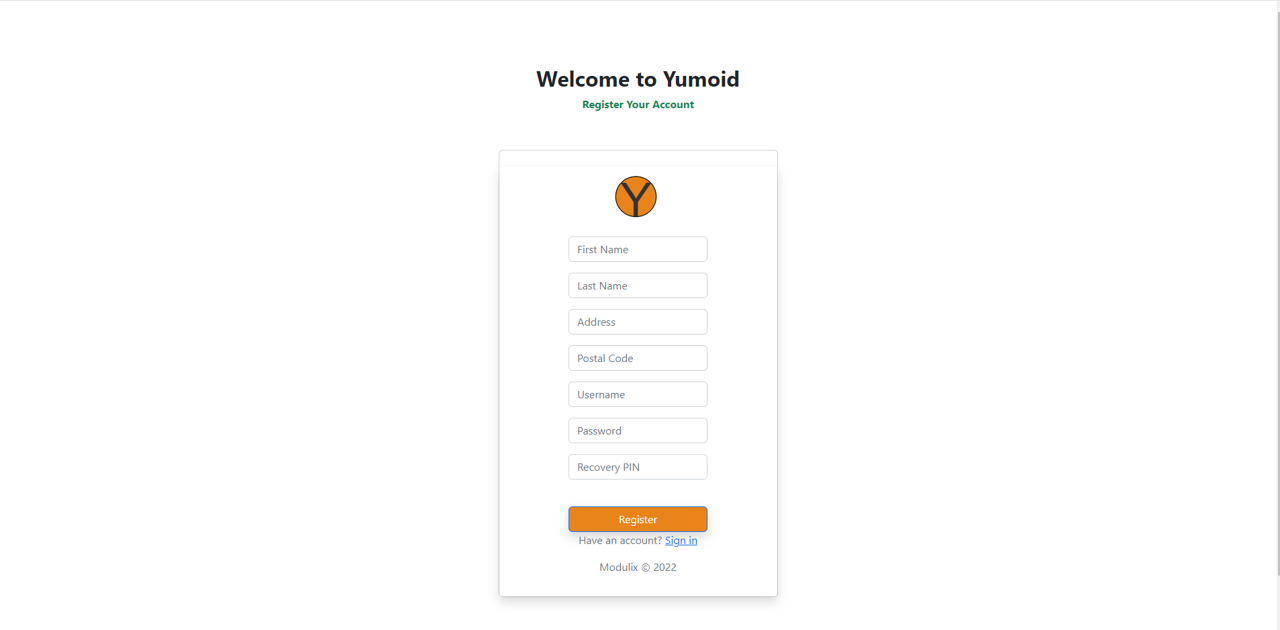 Welcome to Yumoid
Register Your Account
Y
First Name
Last Name
Address
Postal Code
Username
Password
Recovery PIN
Register
Have an account? Sign in
Modulix © 2022